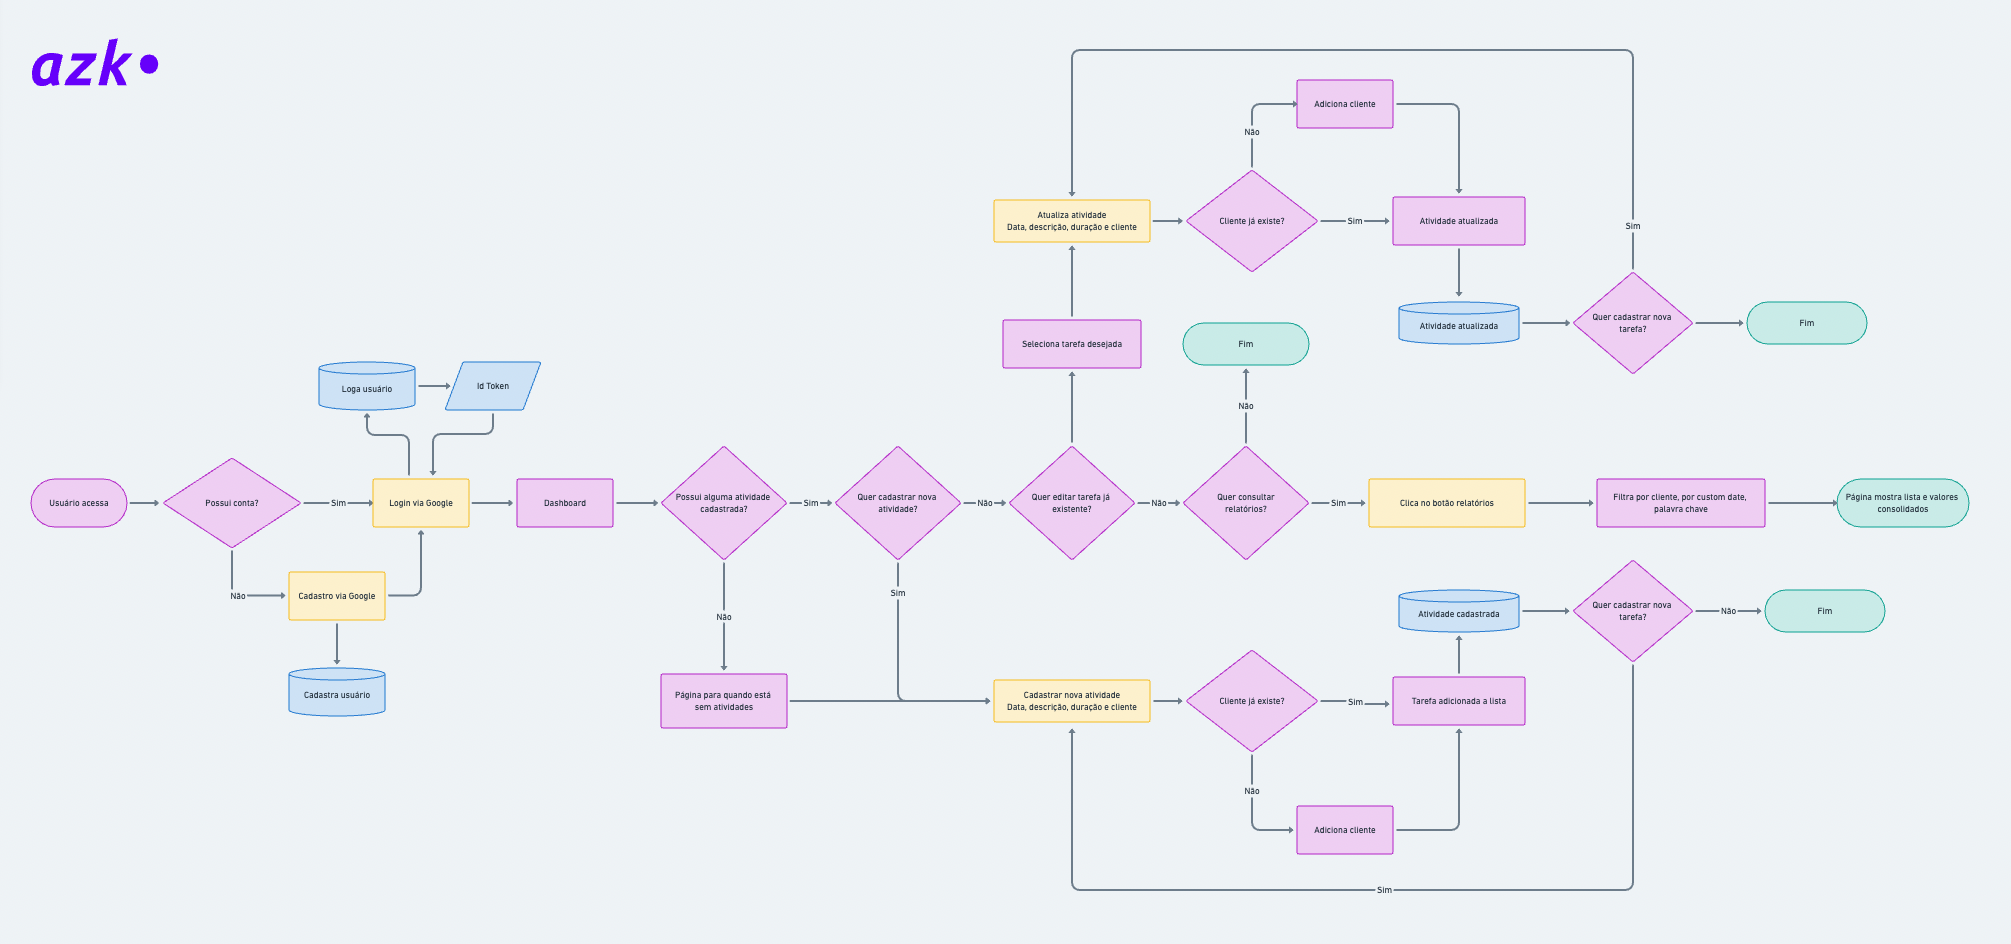 azk
Adiciona cliente
Não
Atualiza atividade
Data, descrição, duração e cliente
Cliente já existe?
Sim
Atividade atualizada
Sim
Atividade atualizada
Quer cadastrar nova
tarefa?
Fim
Seleciona tarefa desejada
Fim
Não
Loga usuário
Id Token
Usuário acessa
Possui conta?
Sim
Login via Google
Dashboard
Possui alguma atividade
cadastrada?
Sim
Quer cadastrar nova
atividade?
Não
Quer editar tarefa já
existente?
Não
Quer consultar
relatórios?
Sim
Clica no botão relatórios
Filtra por cliente, por custom date,
palavra chave
Página mostra lista e valores
consolidados
Não
Cadastro via Google
Cadastra usuário
Não
Sim
Página para quando está
sem atividades
Cadastrar nova atividade
Data, descrição, duração e cliente
Cliente já existe?
Sim
Tarefa adicionada a lista
Atividade cadastrada
Quer cadastrar nova
tarefa?
Não
Fim
Não
Adiciona cliente
Sim